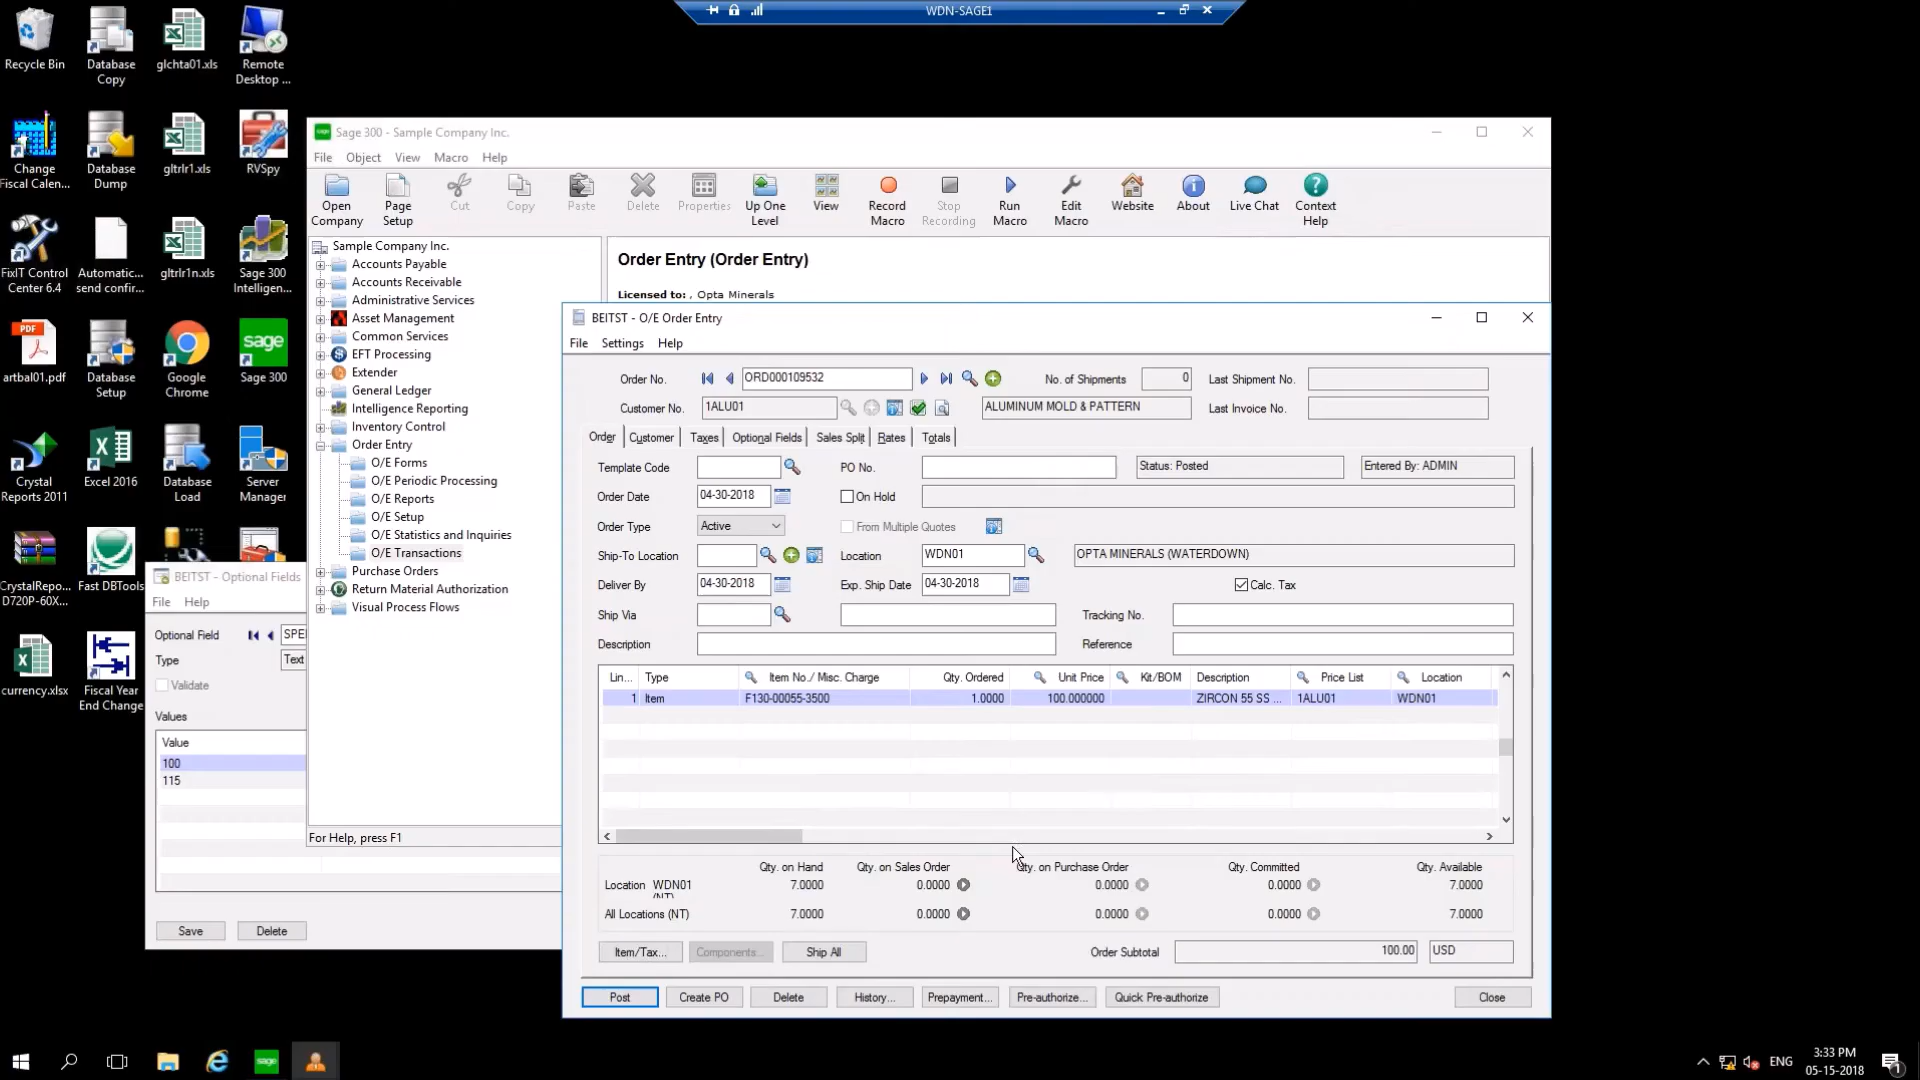 WDN-SAGE1
Recycle Bin
Database Copy
glchta01.xls
Remote Desktop ...
Change Fiscal Calen...
Database Dump
gltrlr1.xls
RVSpy
FixIT Control Center 6.4
Automatic... send confir...
gltrlr1n.xls
Sage 300 Intelligen...
PDF
artbal01.pdf
Database Setup
Google Chrome
sage
Sage 300
Crystal Reports 2011
Excel 2016
Database Load
Server Manager
CrystalRepo... D720P-60X...
Fast DBTools
currency.xlsx
Fiscal Year End Change
Sage 300 - Sample Company Inc.
File Object View Macro Help
Open Company
Page Setup
Cut
Copy
Paste
Delete
Properties
Up One Level
View
Record Macro
Stop Recording
Run Macro
Edit Macro
Website
About
Live Chat
Context Help
Sample Company Inc.
Accounts Payable
Accounts Receivable
Administrative Services
Asset Management
Common Services
EFT Processing
Extender
General Ledger
Intelligence Reporting
Inventory Control
Order Entry
O/E Forms
O/E Periodic Processing
O/E Reports
O/E Setup
O/E Statistics and Inquiries
O/E Transactions
Purchase Orders
Return Material Authorization
Visual Process Flows
For Help, press F1
Order Entry (Order Entry)
Licensed to: , Opta Minerals
BEITST - Optional Fields
File Help
Optional Field SPE
Type Text
Validate
Values
Value
100
115
Save Delete
BEITST - O/E Order Entry
File Settings Help
Order No. ORD000109532 No. of Shipments 0 Last Shipment No.
Customer No. 1ALU01 ALUMINUM MOLD & PATTERN Last Invoice No.
Order Customer Taxes Optional Fields Sales Split Rates Totals
Template Code PO No. Status: Posted Entered By: ADMIN
Order Date 04-30-2018 On Hold
Order Type Active From Multiple Quotes
Ship-To Location Location WDN01 OPTA MINERALS (WATERDOWN)
Deliver By 04-30-2018 Exp. Ship Date 04-30-2018 Calc. Tax
Ship Via Tracking No.
Description Reference
Lin... Type Item No./ Misc. Charge Qty. Ordered Unit Price Kit/BOM Description Price List Location
1 Item F130-00055-3500 1.0000 100.000000 ZIRCON 55 SS ... 1ALU01 WDN01
Qty. on Hand Qty. on Sales Order Qty. on Purchase Order Qty. Committed Qty. Available
Location WDN01 7.0000 0.0000 0.0000 0.0000 7.0000
(NT)
All Locations (NT) 7.0000 0.0000 0.0000 0.0000 7.0000
Item/Tax... Components... Ship All Order Subtotal 100.00 USD
Post Create PO Delete History... Prepayment... Pre-authorize... Quick Pre-authorize Close
sage
ENG
3:33 PM
05-15-2018
1